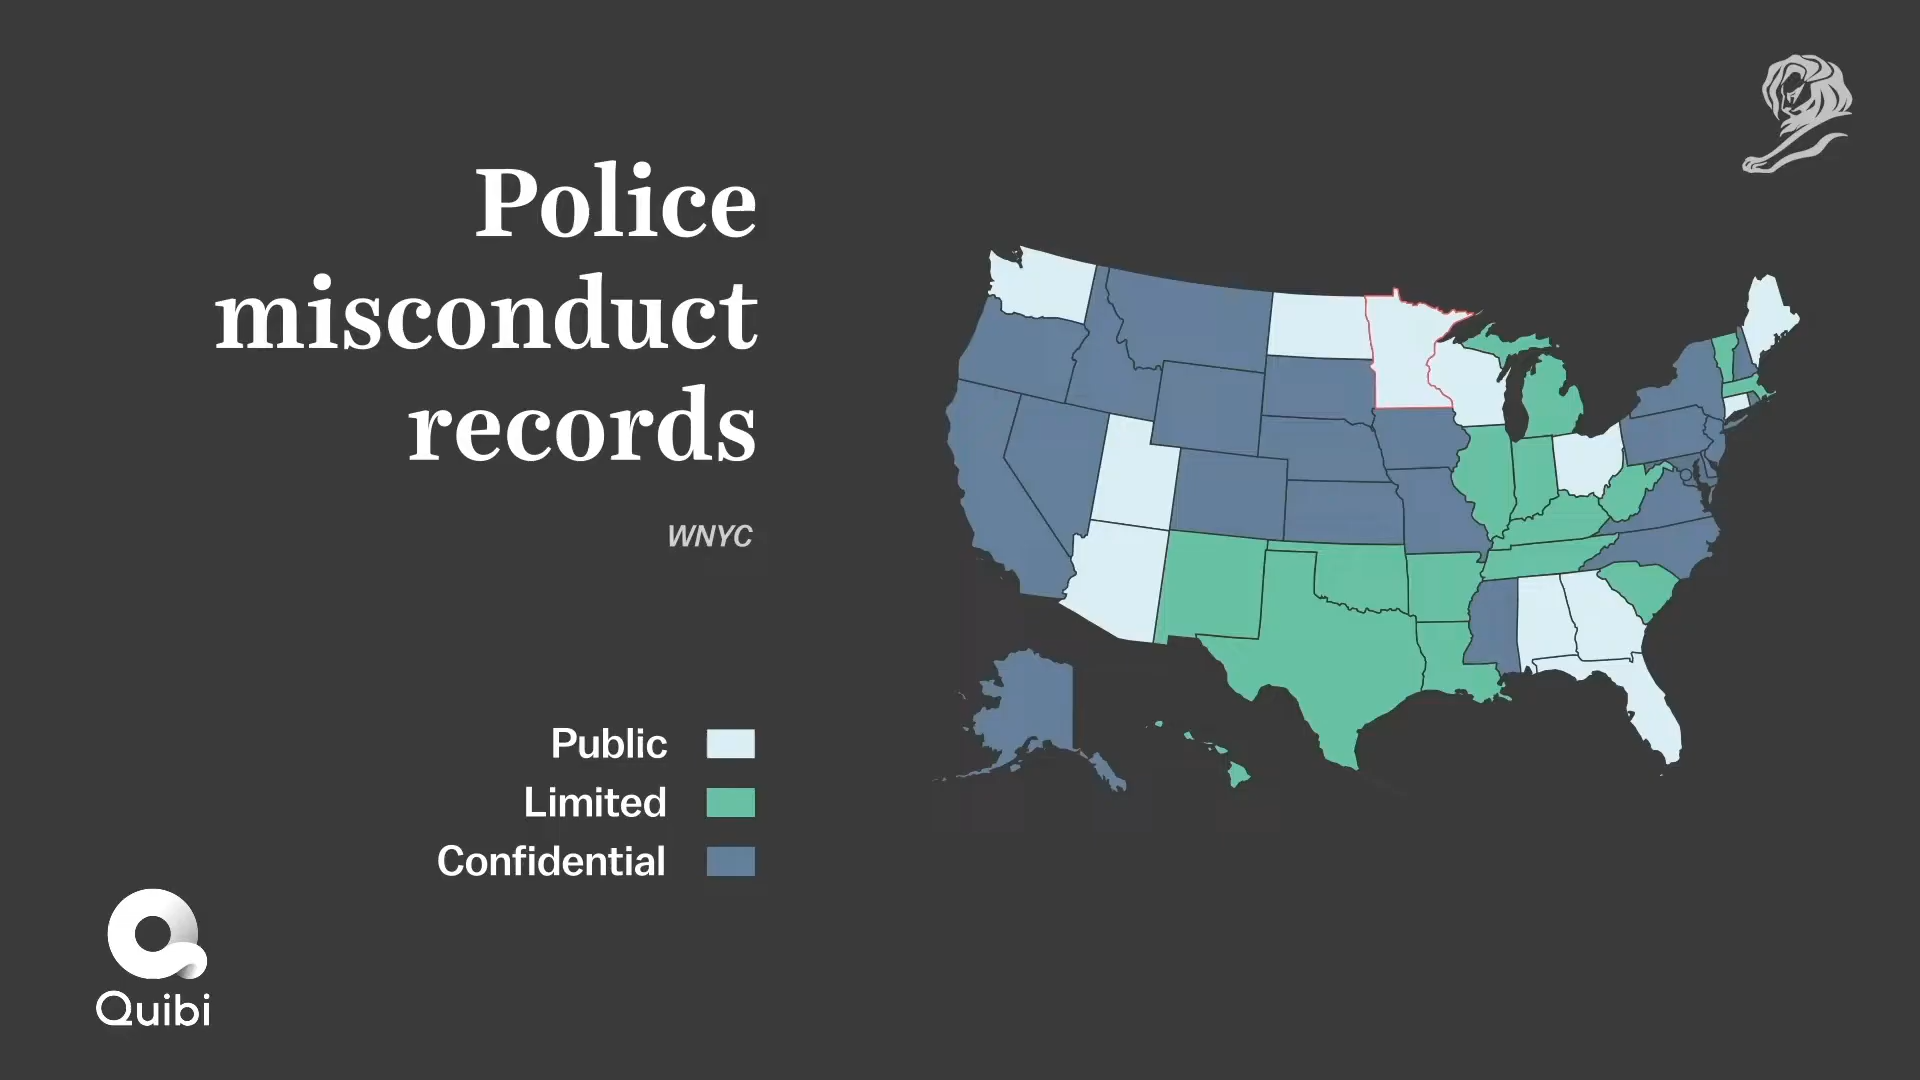 Police
misconduct
records
WNYC
Public
Limited
Confidential
Quibi